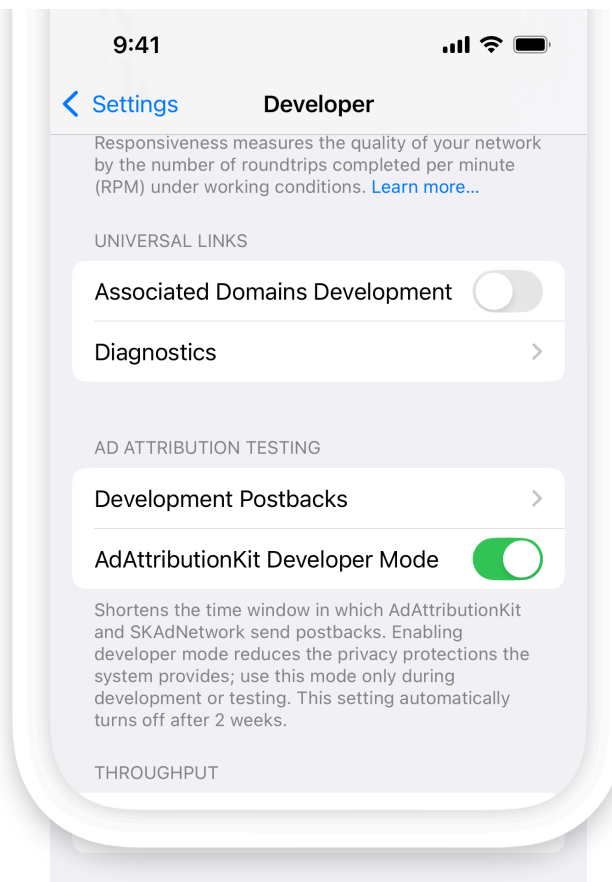 9:41
Settings
Developer
Responsiveness measures the quality of your network
by the number of roundtrips completed per minute
(RPM) under working conditions. Learn more...
UNIVERSAL LINKS
Associated Domains Development
Diagnostics
AD ATTRIBUTION TESTING
Development Postbacks
AdAttributionKit Developer Mode
Shortens the time window in which AdAttributionKit
and SKAdNetwork send postbacks. Enabling
developer mode reduces the privacy protections the
system provides; use this mode only during
development or testing. This setting automatically
turns off after 2 weeks.
THROUGHPUT